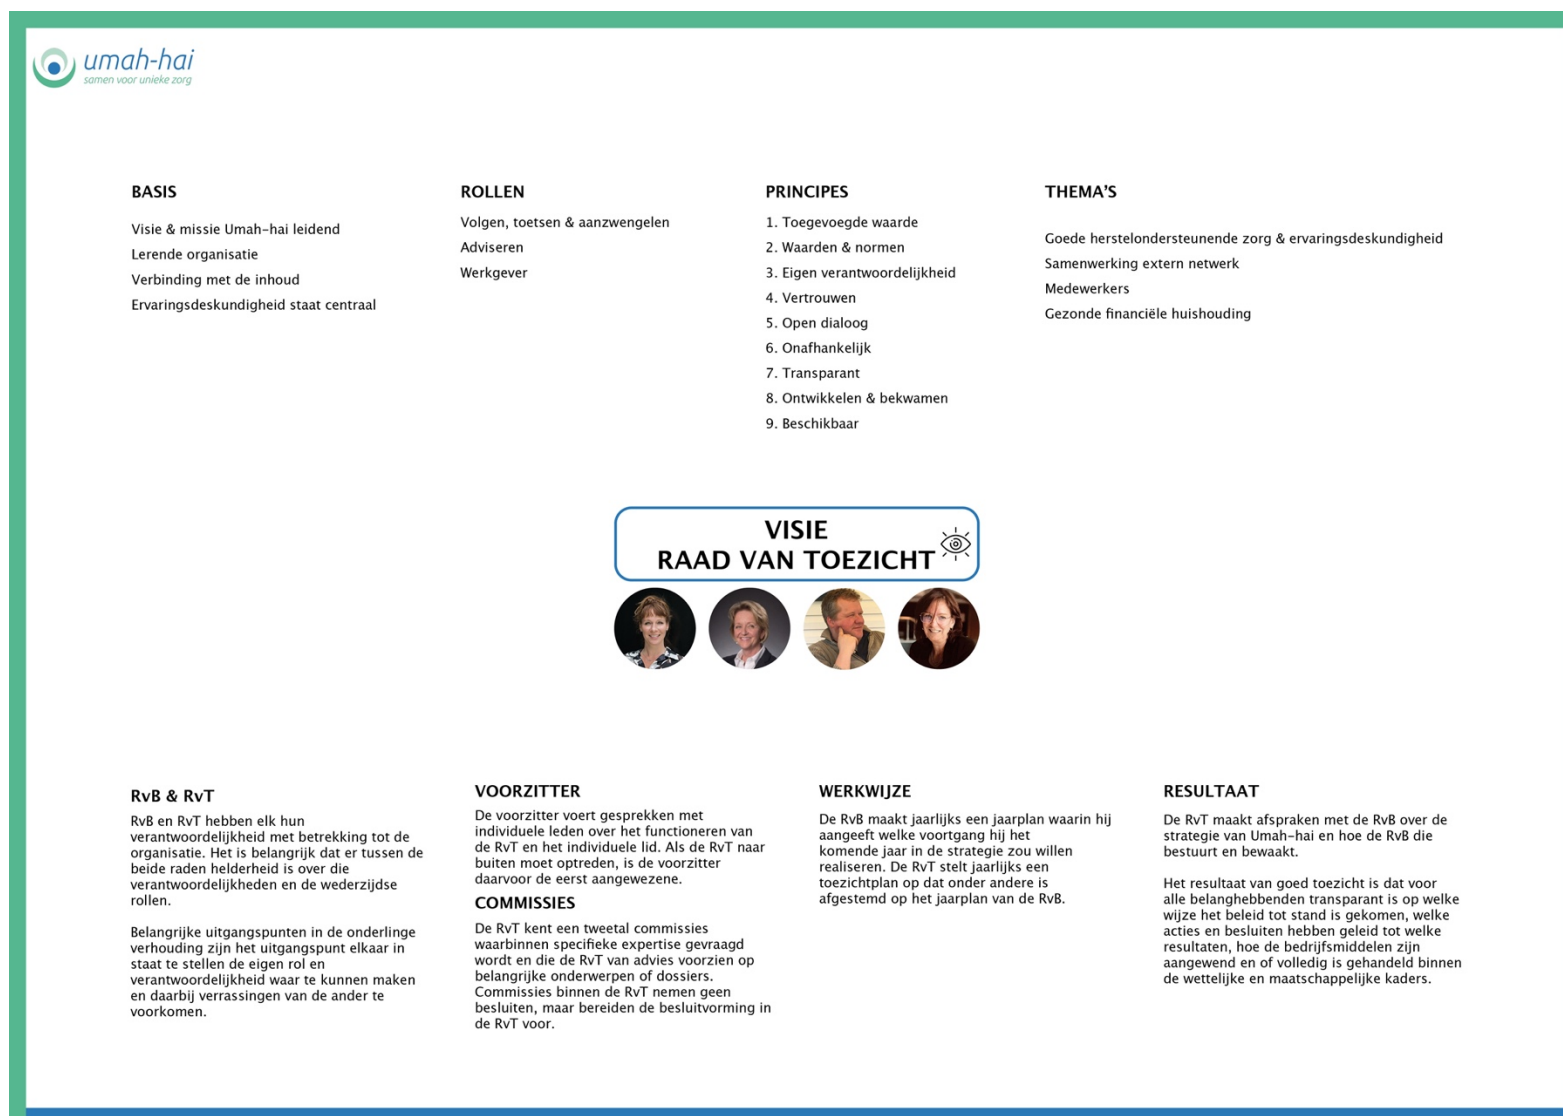 umah-hai
samen voor unieke zorg
BASIS
Visie & missie Umah-hai leidend
Lerende organisatie
Verbinding met de inhoud
Ervaringsdeskundigheid staat centraal
ROLLEN
Volgen, toetsen & aanzwengelen
Adviseren
Werkgever
PRINCIPES
1. Toegevoegde waarde
2. Waarden & normen
3. Eigen verantwoordelijkheid
4. Vertrouwen
5. Open dialoog
6. Onafhankelijk
7. Transparant
8. Ontwikkelen & bekwamen
9. Beschikbaar
THEMA'S
Goede herstelondersteunende zorg & ervaringsdeskundigheid
Samenwerking extern netwerk
Medewerkers
Gezonde financiële huishouding
VISIE
RAAD VAN TOEZICHT
RvB & RvT
RvB en RvT hebben elk hun
verantwoordelijkheid met betrekking tot de
organisatie. Het is belangrijk dat er tussen de
beide raden helderheid is over die
verantwoordelijkheden en de wederzijdse
rollen.
Belangrijke uitgangspunten in de onderlinge
verhouding zijn het uitgangspunt elkaar in
staat te stellen de eigen rol en
verantwoordelijkheid waar te kunnen maken
en daarbij verrassingen van de ander te
voorkomen.
VOORZITTER
De voorzitter voert gesprekken met
individuele leden over het functioneren van
de RvT en het individuele lid. Als de RvT naar
buiten moet optreden, is de voorzitter
daarvoor de eerst aangewezene.
COMMISSIES
De RvT kent een tweetal commissies
waarbinnen specifieke expertise gevraagd
wordt en die de RvT van advies voorzien op
belangrijke onderwerpen of dossiers.
Commissies binnen de RvT nemen geen
besluiten, maar bereiden de besluitvorming in
de RvT voor.
WERKWIJZE
De RvB maakt jaarlijks een jaarplan waarin hij
aangeeft welke voortgang hij het
komende jaar in de strategie zou willen
realiseren. De RvT stelt jaarlijks een
toezichtplan op dat onder andere is
afgestemd op het jaarplan van de RvB.
RESULTAAT
De RvT maakt afspraken met de RvB over de
strategie van Umah-hai en hoe de RvB die
bestuurt en bewaakt.
Het resultaat van goed toezicht is dat voor
alle belanghebbenden transparant is op welke
wijze het beleid tot stand is gekomen, welke
acties en besluiten hebben geleid tot welke
resultaten, hoe de bedrijfsmiddelen zijn
aangewend en of volledig is gehandeld binnen
de wettelijke en maatschappelijke kaders.